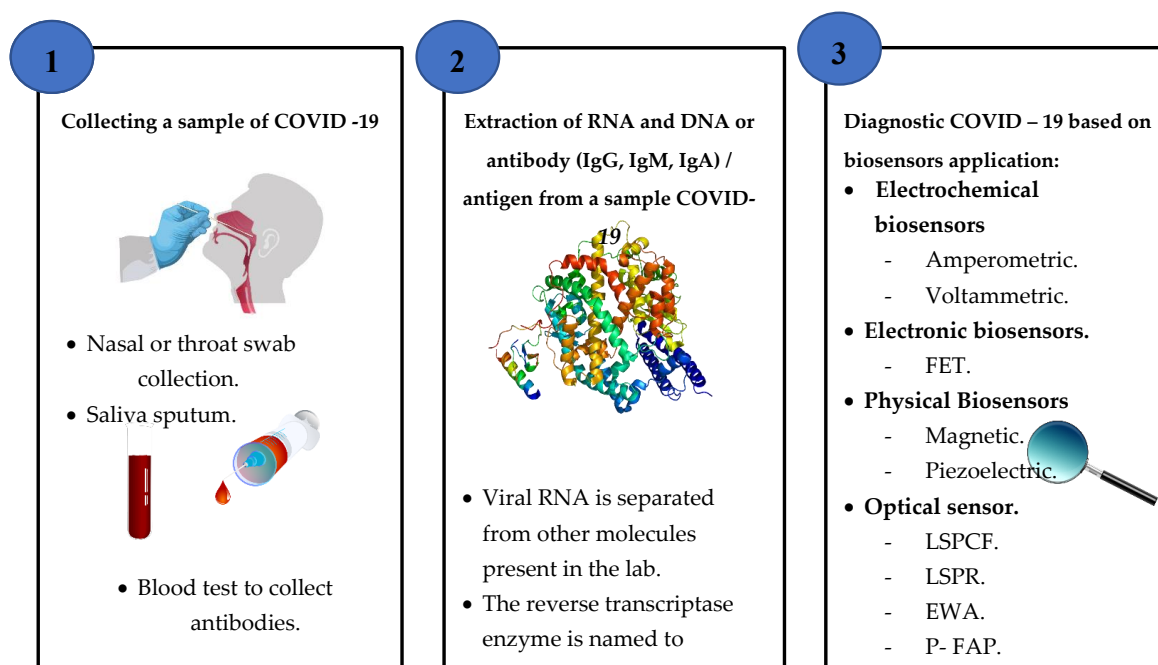 1
Collecting a sample of COVID -19
• Nasal or throat swab
collection.
• Saliva sputum.
• Blood test to collect
antibodies.
2
Extraction of RNA and DNA or
antibody (IgG, IgM, IgA) /
antigen from a sample COVID-
19
• Viral RNA is separated
from other molecules
present in the lab.
• The reverse transcriptase
enzyme is named to
3
Diagnostic COVID – 19 based on
biosensors application:
• Electrochemical
biosensors
- Amperometric.
- Voltammetric.
• Electronic biosensors.
- FET.
• Physical Biosensors
- Magnetic.
- Piezoelectric.
• Optical sensor.
- LSPCF.
- LSPR.
- EWA.
- P- FAP.